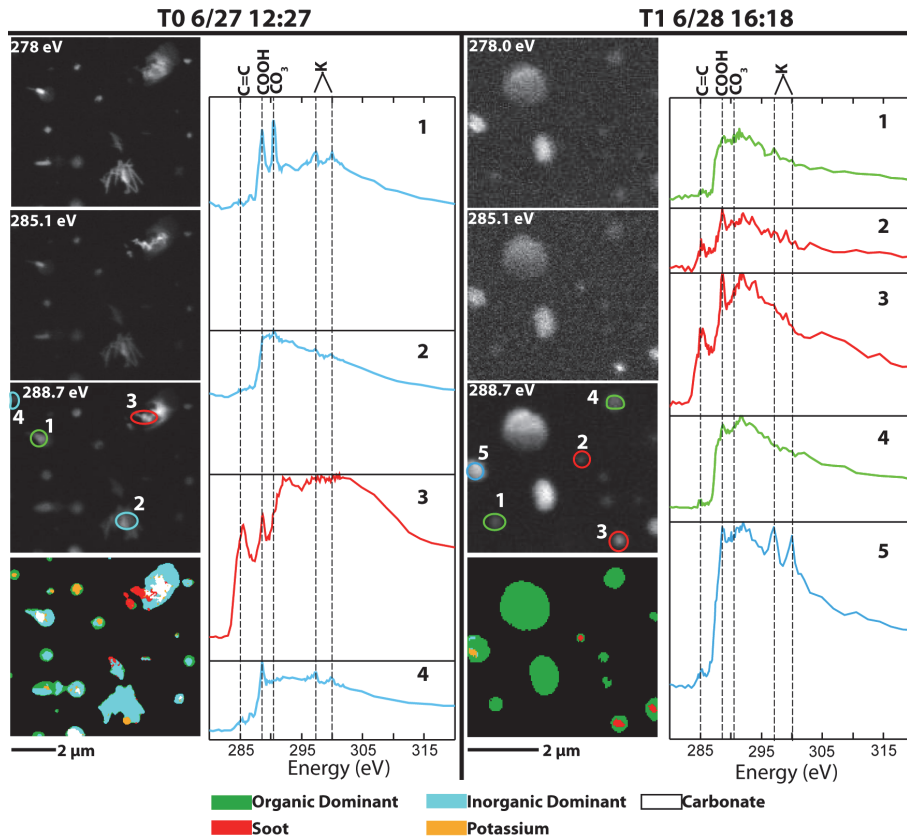 T0 6/27 12:27
278 eV
C=C
COOH
CO3
K
1
2
3
4
285.1 eV
288.7 eV
4
1
3
2
2 μm
285
295
305
315
Energy (eV)
T1 6/28 16:18
278.0 eV
C=C
COOH
CO3
K
1
2
3
4
5
285.1 eV
288.7 eV
4
2
5
1
3
2 μm
285
295
305
315
Energy (eV)
Organic Dominant
Inorganic Dominant
Carbonate
Soot
Potassium